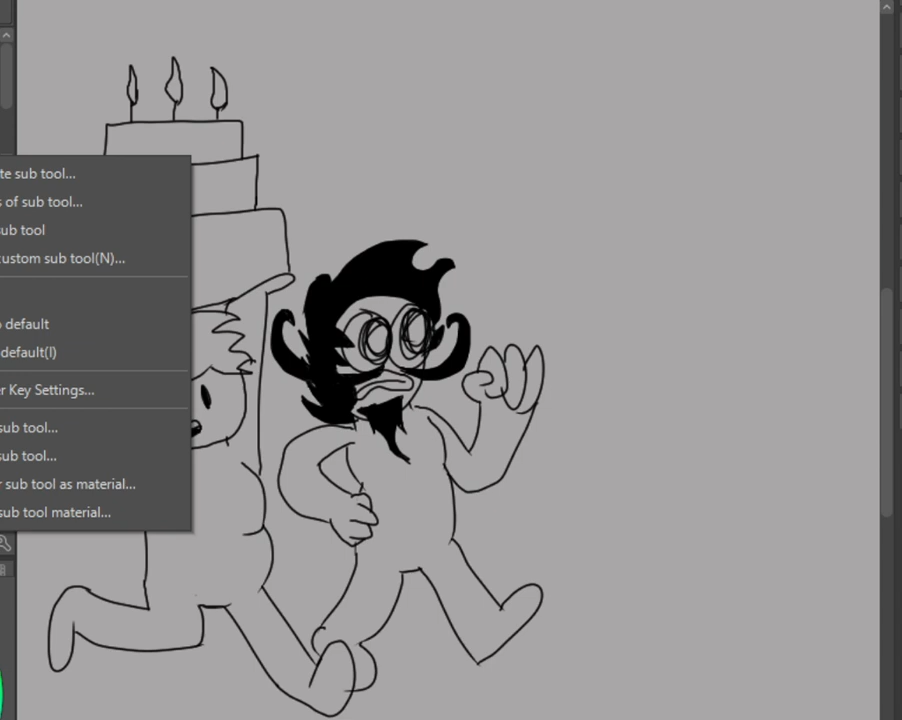 te sub tool...
s of sub tool...
sub tool
custom sub tool(N)...
o default
default(I)
r Key Settings...
sub tool...
sub tool...
r sub tool as material...
sub tool material...